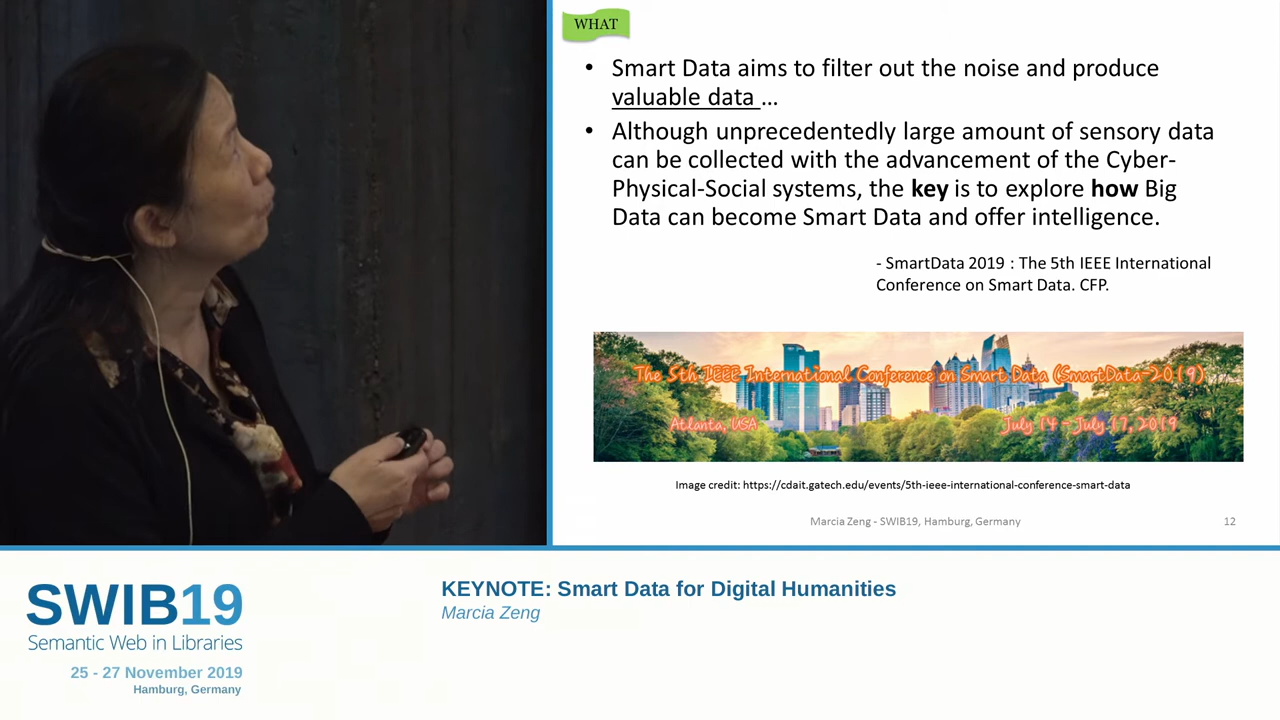 WHAT
• Smart Data aims to filter out the noise and produce
valuable data ...
• Although unprecedentedly large amount of sensory data
can be collected with the advancement of the Cyber-
Physical-Social systems, the key is to explore how Big
Data can become Smart Data and offer intelligence.
- SmartData 2019 : The 5th IEEE International
Conference on Smart Data. CFP.
The 5th IEEE International Conference on Smart Data (SmartData-2019)
Atlanta, USA
July 14 - July 17, 2019
Image credit: https://cdait.gatech.edu/events/5th-ieee-international-conference-smart-data
Marcia Zeng - SWIB19, Hamburg, Germany
12
SWIB19
Semantic Web in Libraries
25 - 27 November 2019
Hamburg, Germany
KEYNOTE: Smart Data for Digital Humanities
Marcia Zeng